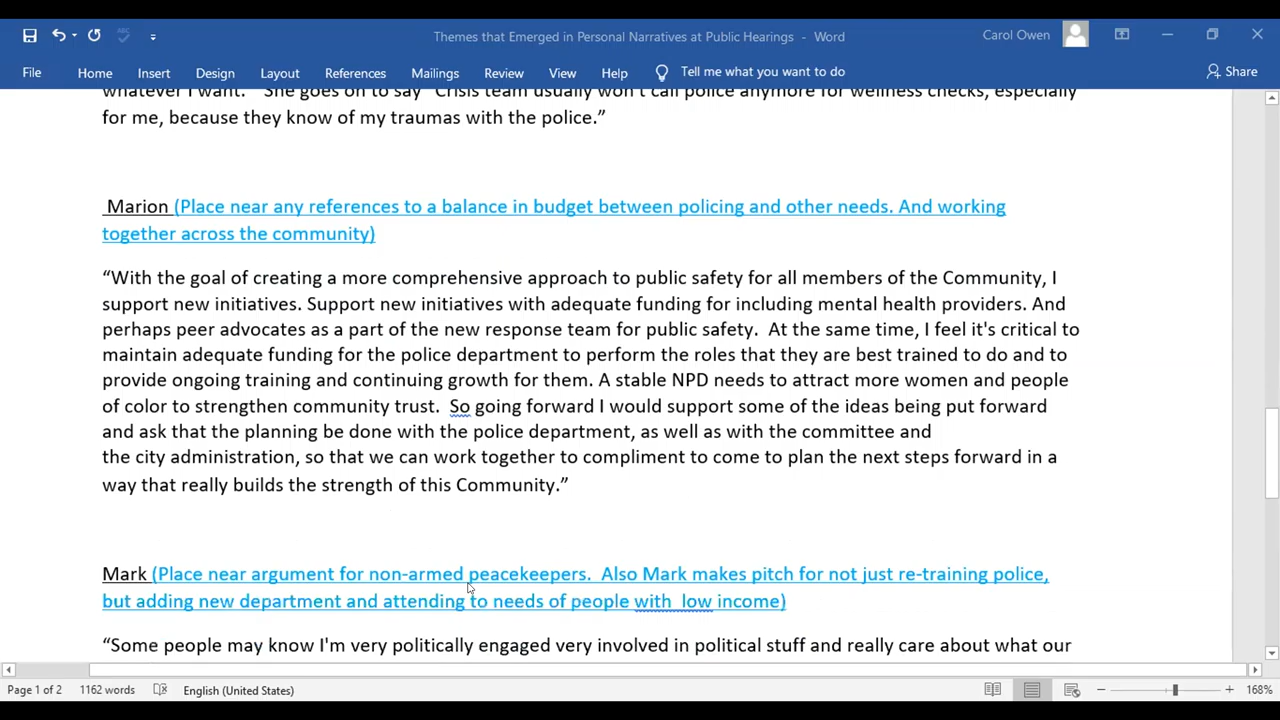 Themes that Emerged in Personal Narratives at Public Hearings - Word
Carol Owen
File Home Insert Design Layout References Mailings Review View Help Tell me what you want to do Share
whatever I want." She goes on to say "Crisis team usually won't call police anymore for wellness checks, especially
for me, because they know of my traumas with the police.”
Marion (Place near any references to a balance in budget between policing and other needs. And working
together across the community)
“With the goal of creating a more comprehensive approach to public safety for all members of the Community, I
support new initiatives. Support new initiatives with adequate funding for including mental health providers. And
perhaps peer advocates as a part of the new response team for public safety.  At the same time, I feel it's critical to
maintain adequate funding for the police department to perform the roles that they are best trained to do and to
provide ongoing training and continuing growth for them. A stable NPD needs to attract more women and people
of color to strengthen community trust.  So going forward I would support some of the ideas being put forward
and ask that the planning be done with the police department, as well as with the committee and
the city administration, so that we can work together to compliment to come to plan the next steps forward in a
way that really builds the strength of this Community.”
Mark (Place near argument for non-armed peacekeepers.  Also Mark makes pitch for not just re-training police,
but adding new department and attending to needs of people with  low income)
“Some people may know I'm very politically engaged very involved in political stuff and really care about what our
Page 1 of 2 1162 words English (United States) 168%